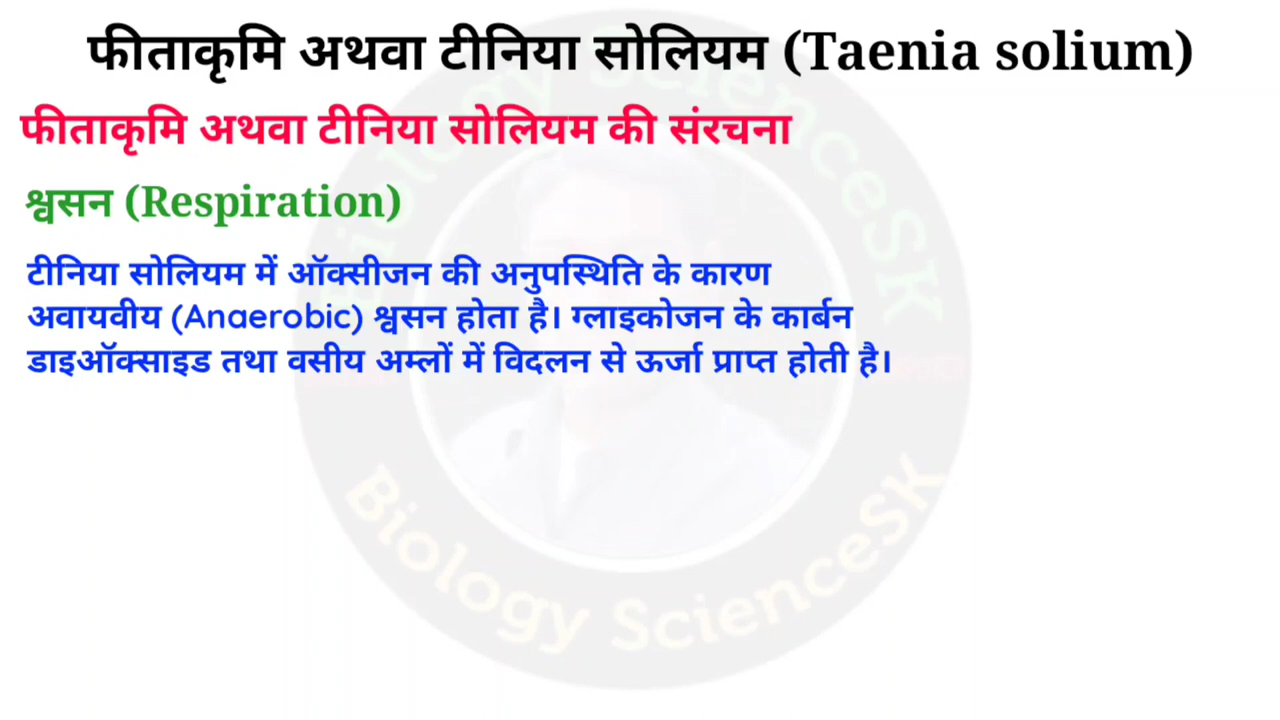 फीताकृमि अथवा टीनिया सोलियम (Taenia solium)
फीताकृमि अथवा टीनिया सोलियम की संरचना
श्वसन (Respiration)
टीनिया सोलियम में ऑक्सीजन की अनुपस्थिति के कारण
अवायवीय (Anaerobic) श्वसन होता है। ग्लाइकोजन के कार्बन
डाइऑक्साइड तथा वसीय अम्लों में विदलन से ऊर्जा प्राप्त होती है।
Biology ScienceSK
Biology ScienceSK